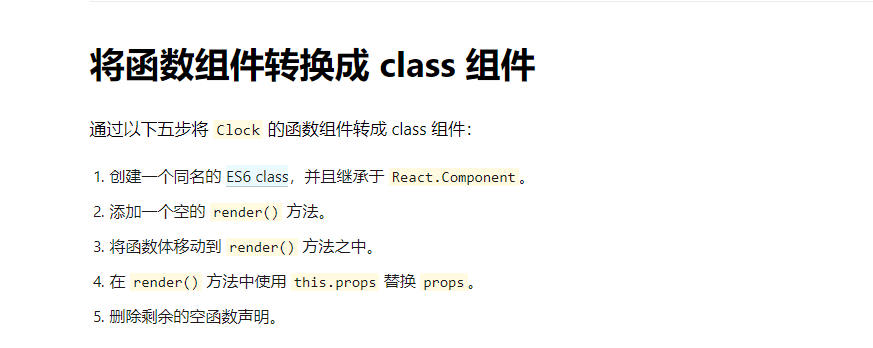 将函数组件转换成 class 组件
通过以下五步将 Clock 的函数组件转成 class 组件：
1. 创建一个同名的 ES6 class，并且继承于 React.Component。
2. 添加一个空的 render() 方法。
3. 将函数体移动到 render() 方法之中。
4. 在 render() 方法中使用 this.props 替换 props。
5. 删除剩余的空函数声明。